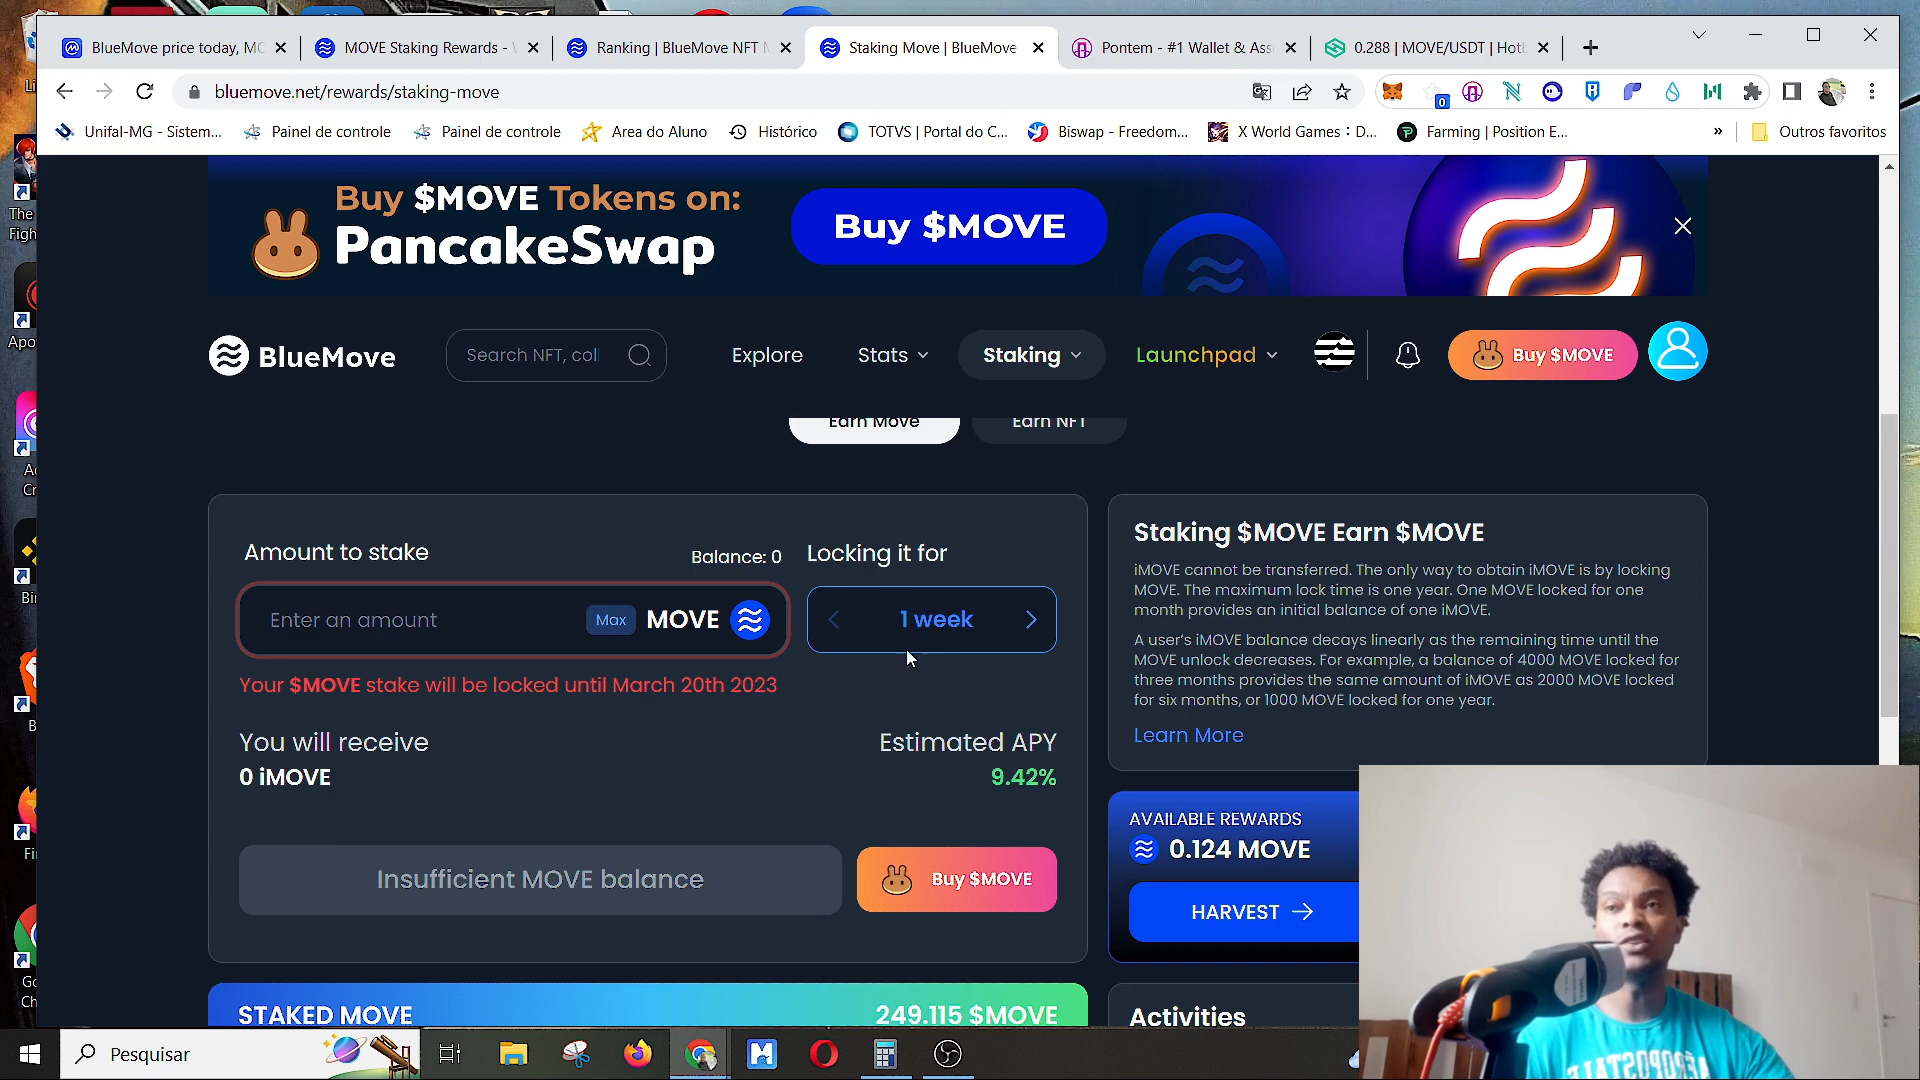 BlueMove price today, MO
MOVE Staking Rewards -
Ranking | BlueMove NFT
Staking Move | BlueMove
Pontem - #1 Wallet & Ass
0.288 | MOVE/USDT | Hotb
bluemove.net/rewards/staking-move
0
Unifal-MG - Sistem...
Painel de controle
Painel de controle
Area do Aluno
Histórico
TOTVS | Portal do C...
Biswap - Freedom...
X World Games : D...
Farming | Position E...
»
Outros favoritos
The
Figh
Apo
Buy $MOVE Tokens on:
PancakeSwap
Buy $MOVE
BlueMove
Search NFT, coll
Explore
Stats
Staking
Launchpad
Buy $MOVE
Earn Move
Earn NFT
Amount to stake
Balance: 0
Locking it for
Enter an amount
Max
MOVE
1 week
Your $MOVE stake will be locked until March 20th 2023
You will receive
0 iMOVE
Estimated APY
9.42%
Insufficient MOVE balance
Buy $MOVE
Staking $MOVE Earn $MOVE
iMOVE cannot be transferred. The only way to obtain iMOVE is by locking
MOVE. The maximum lock time is one year. One MOVE locked for one
month provides an initial balance of one iMOVE.
A user's iMOVE balance decays linearly as the remaining time until the
MOVE unlock decreases. For example, a balance of 4000 MOVE locked for
three months provides the same amount of iMOVE as 2000 MOVE locked
for six months, or 1000 MOVE locked for one year.
Learn More
AVAILABLE REWARDS
0.124 MOVE
HARVEST
STAKED MOVE
249.115 $MOVE
Activities
Pesquisar
AÉROPOSTALE